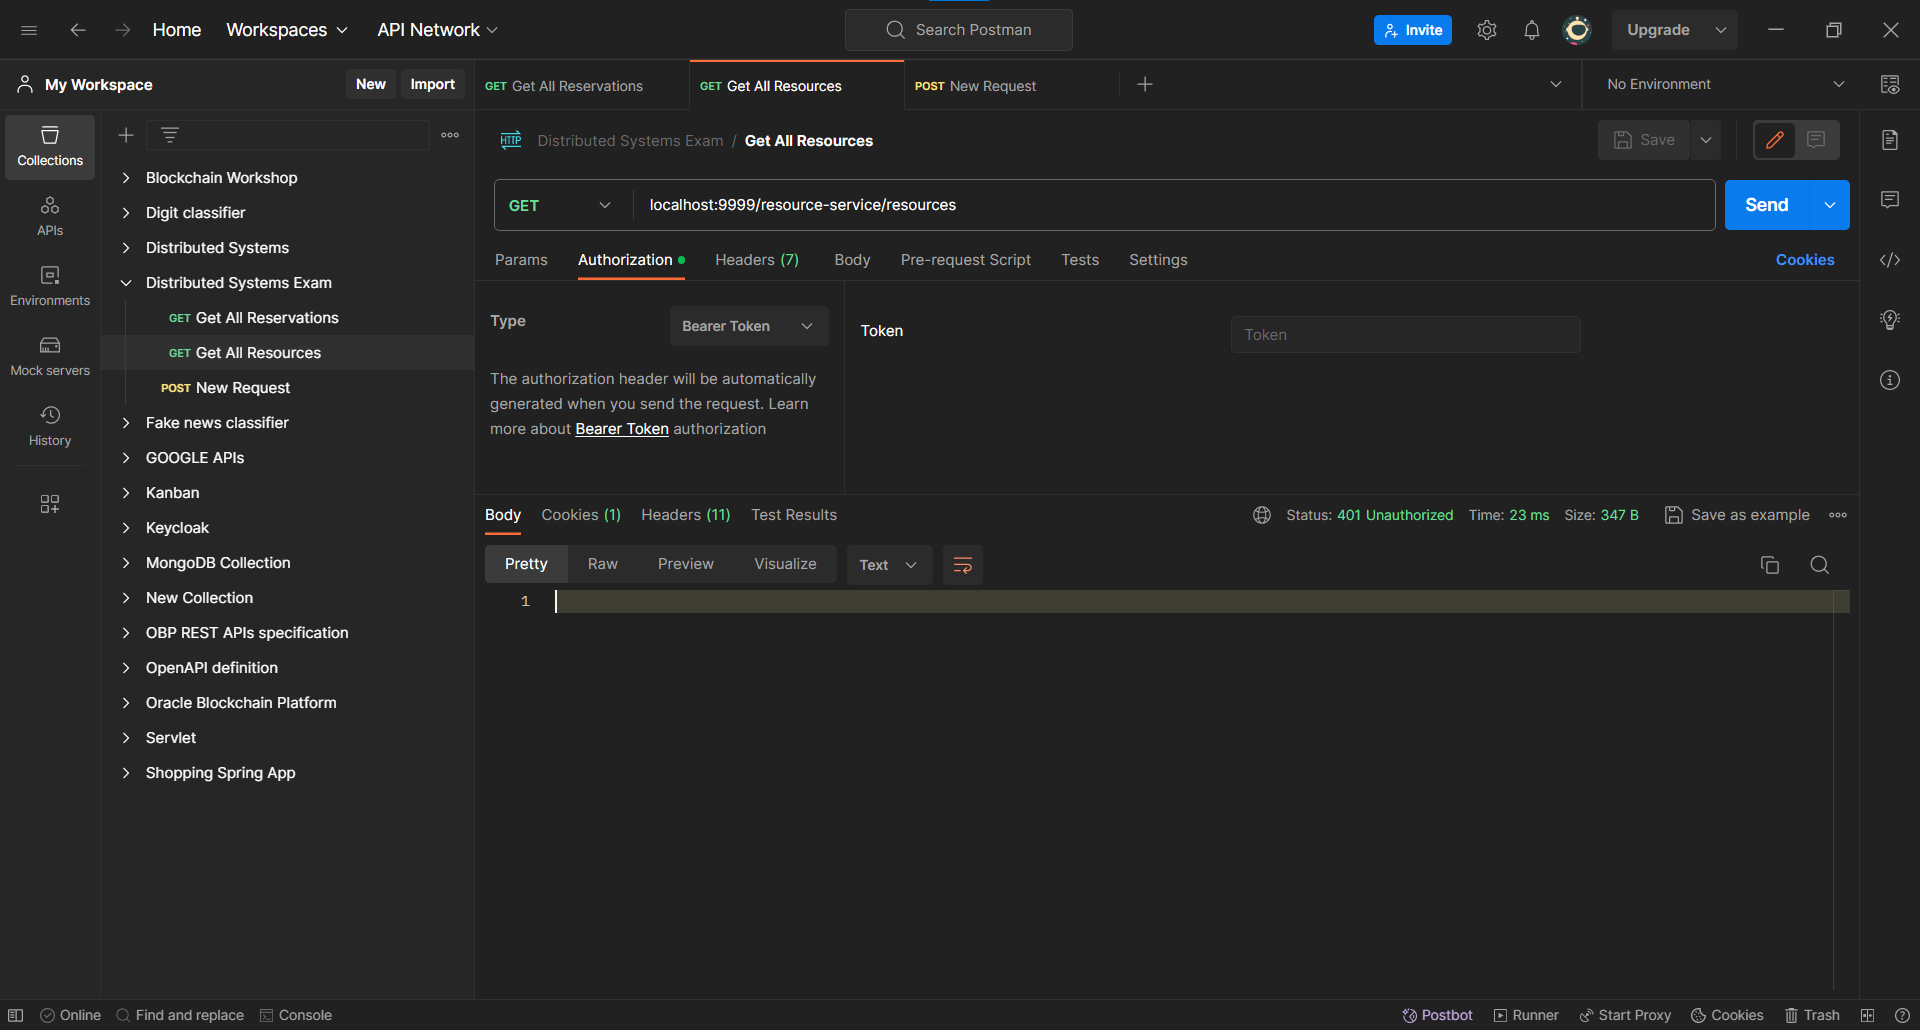 Home Workspaces API Network Search Postman Invite Upgrade
My Workspace New Import GET Get All Reservations GET Get All Resources POST New Request No Environment
Collections
APIs
Environments
Mock servers
History
Blockchain Workshop
Digit classifier
Distributed Systems
Distributed Systems Exam
GET Get All Reservations
GET Get All Resources
POST New Request
Fake news classifier
GOOGLE APIs
Kanban
Keycloak
MongoDB Collection
New Collection
OBP REST APIs specification
OpenAPI definition
Oracle Blockchain Platform
Servlet
Shopping Spring App
HTTP Distributed Systems Exam / Get All Resources Save
GET localhost:9999/resource-service/resources Send
Params Authorization Headers (7) Body Pre-request Script Tests Settings Cookies
Type Bearer Token
The authorization header will be automatically
generated when you send the request. Learn
more about Bearer Token authorization
Token Token
Body Cookies (1) Headers (11) Test Results Status: 401 Unauthorized Time: 23 ms Size: 347 B Save as example
Pretty Raw Preview Visualize Text
1
Online Find and replace Console Postbot Runner Start Proxy Cookies Trash